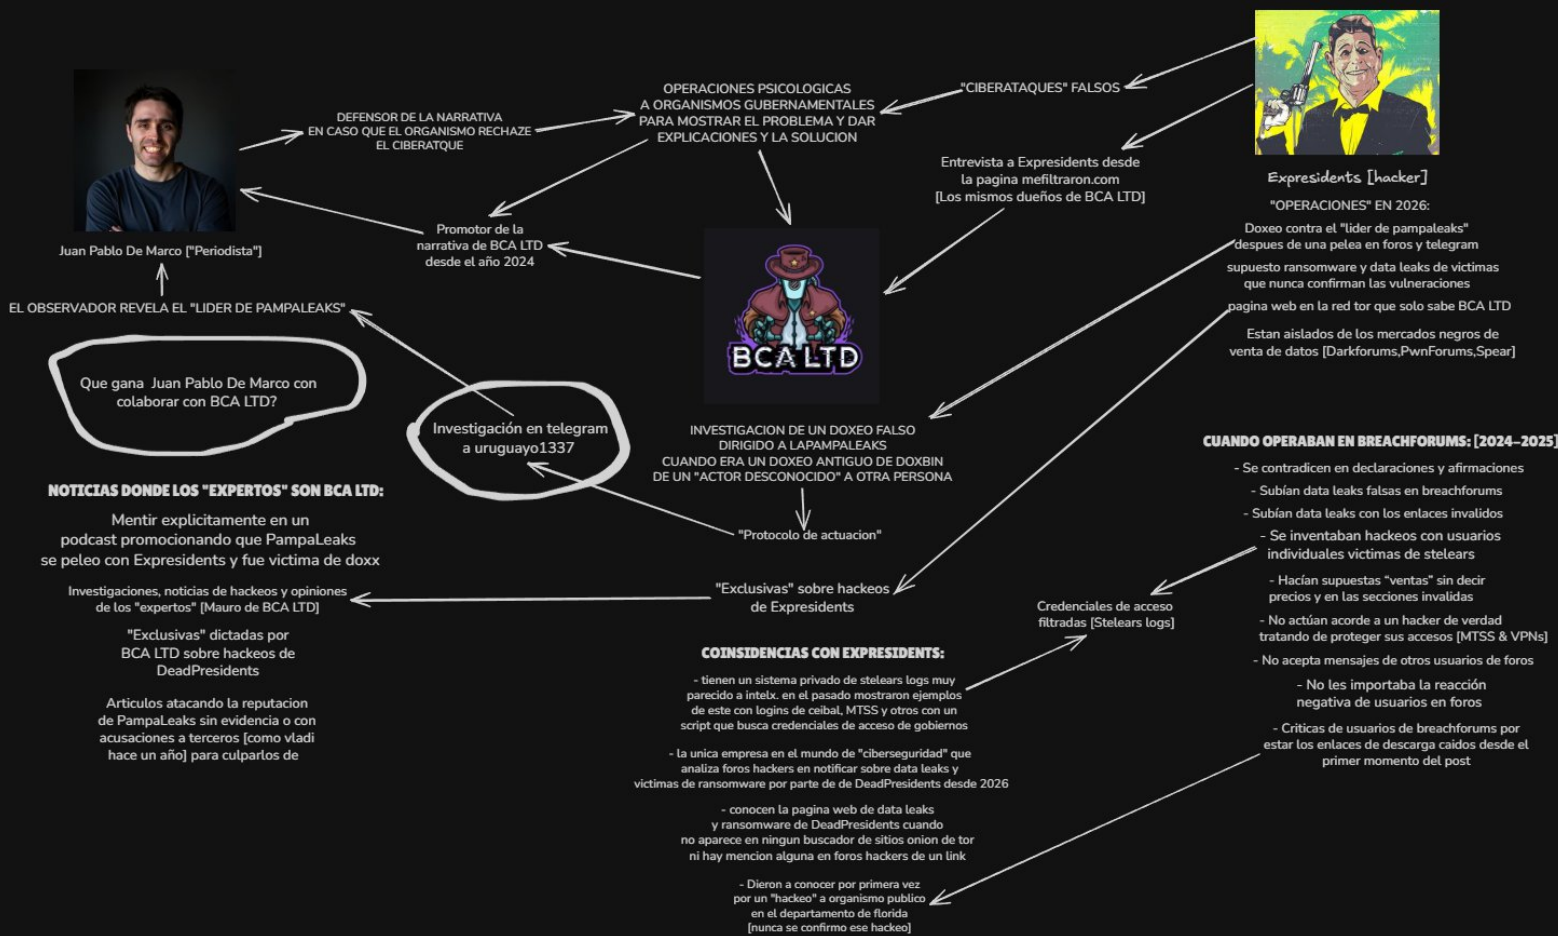 DEFENSOR DE LA NARRATIVA
EN CASO QUE EL ORGANISMO RECHAZE
EL CIBERATQUE
OPERACIONES PSICOLOGICAS
A ORGANISMOS GUBERNAMENTALES
PARA MOSTRAR EL PROBLEMA Y DAR
EXPLICACIONES Y LA SOLUCION
"CIBERATAQUES" FALSOS
Entrevista a Expresidents desde
la pagina mefiltraron.com
[Los mismos dueños de BCA LTD]
Expresidents [hacker]
"OPERACIONES" EN 2026:
Doxeo contra el "lider de pampaleaks"
despues de una pelea en foros y telegram
supuesto ransomware y data leaks de victimas
que nunca confirman las vulneraciones
pagina web en la red tor que solo sabe BCA LTD
Estan aislados de los mercados negros de
venta de datos [Darkforums,PwnForums,Spear]
Juan Pablo De Marco ["Periodista"]
Promotor de la
narrativa de BCA LTD
desde el año 2024
BCA LTD
EL OBSERVADOR REVELA EL "LIDER DE PAMPALEAKS"
Que gana  Juan Pablo De Marco con
colaborar con BCA LTD?
Investigación en telegram
a uruguayo1337
INVESTIGACION DE UN DOXEO FALSO
DIRIGIDO A LAPAMPALEAKS
CUANDO ERA UN DOXEO ANTIGUO DE DOXBIN
DE UN "ACTOR DESCONOCIDO" A OTRA PERSONA
"Protocolo de actuacion"
"Exclusivas" sobre hackeos
de Expresidents
NOTICIAS DONDE LOS "EXPERTOS" SON BCA LTD:
Mentir explicitamente en un
podcast promocionando que PampaLeaks
se peleo con Expresidents y fue victima de doxx
Investigaciones, noticias de hackeos y opiniones
de los "expertos" [Mauro de BCA LTD]
"Exclusivas" dictadas por
BCA LTD sobre hackeos de
DeadPresidents
Articulos atacando la reputacion
de PampaLeaks sin evidencia o con
acusaciones a terceros [como vladi
hace un año] para culparlos de
COINSIDENCIAS CON EXPRESIDENTS:
- tienen un sistema privado de stelears logs muy
parecido a intelx. en el pasado mostraron ejemplos
de este con logins de ceibal, MTSS y otros con un
script que busca credenciales de acceso de gobiernos
- la unica empresa en el mundo de "ciberseguridad" que
analiza foros hackers en notificar sobre data leaks y
victimas de ransomware por parte de de DeadPresidents desde 2026
- conocen la pagina web de data leaks
y ransomware de DeadPresidents cuando
no aparece en ningun buscador de sitios onion de tor
ni hay mencion alguna en foros hackers de un link
- Dieron a conocer por primera vez
por un "hackeo" a organismo publico
en el departamento de florida
[nunca se confirmo ese hackeo]
Credenciales de acceso
filtradas [Stelears logs]
CUANDO OPERABAN EN BREACHFORUMS: [2024-2025]
- Se contradicen en declaraciones y afirmaciones
- Subían data leaks falsas en breachforums
- Subían data leaks con los enlaces invalidos
- Se inventaban hackeos con usuarios
individuales victimas de stelears
- Hacían supuestas “ventas” sin decir
precios y en las secciones invalidas
- No actúan acorde a un hacker de verdad
tratando de proteger sus accesos [MTSS & VPNs]
- No acepta mensajes de otros usuarios de foros
- No les importaba la reacción
negativa de usuarios en foros
- Criticas de usuarios de breachforums por
estar los enlaces de descarga caidos desde el
primer momento del post